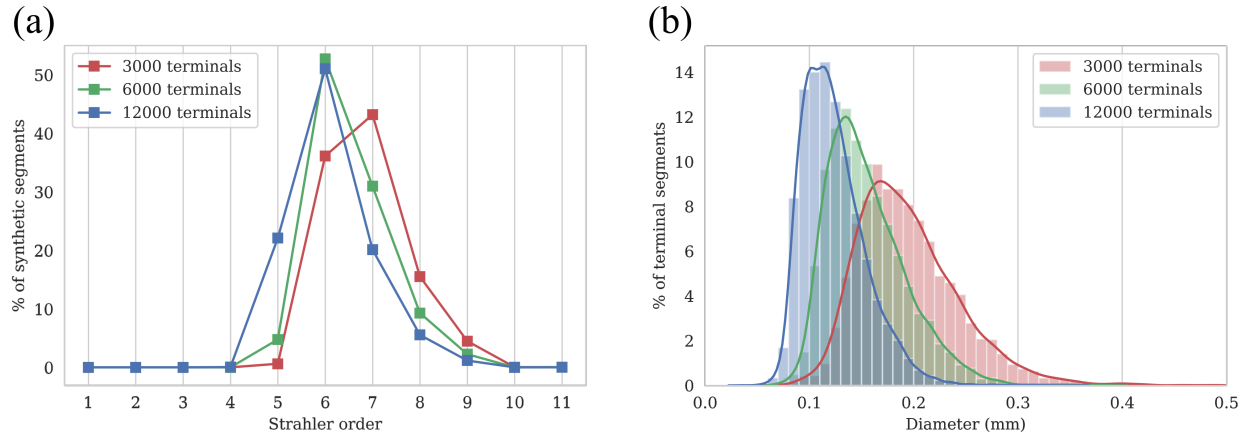 (a)
3000 terminals
6000 terminals
12000 terminals
% of synthetic segments
50
40
30
20
10
0
1 2 3 4 5 6 7 8 9 10 11
Strahler order
(b)
3000 terminals
6000 terminals
12000 terminals
% of terminal segments
14
12
10
8
6
4
2
0
0.0 0.1 0.2 0.3 0.4 0.5
Diameter (mm)